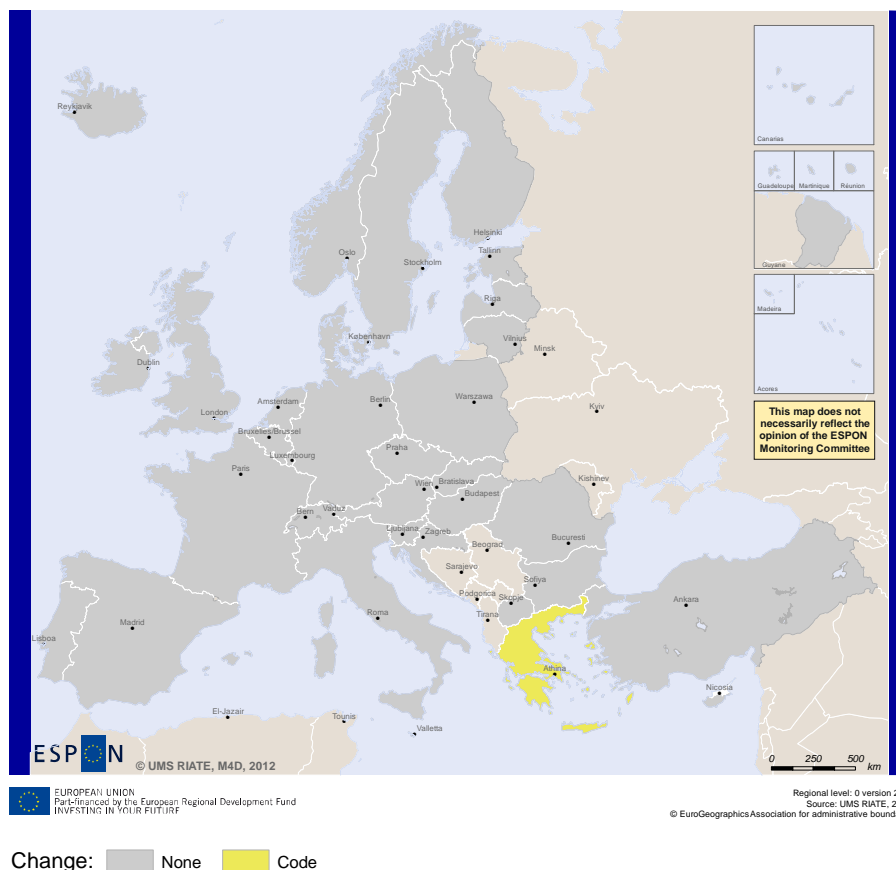 Reykjavik
Canarias
Guadeloupe Martinique Réunion
Helsinki
Tallinn
Oslo
Stockholm
Guyane
Riga
Madeira
København
Vilnius
Minsk
Dublin
Acores
Amsterdam
Berlin
Warszawa
Kyiv
London
This map does not
necessarily reflect the
opinion of the ESPON
Monitoring Committee
Bruxelles/Brussel
Praha
Luxembourg
Paris
Kishinev
Wien
Bratislava
Budapest
Bern
Vaduz
Ljubljana
Zagreb
Bucuresti
Beograd
Sarajevo
Sofiya
Podgorica
Skopje
Ankara
Tirana
Roma
Madrid
Lisboa
Athina
Nicosia
El-Jazair
Tounis
Valletta
ESPON
© UMS RIATE, M4D, 2012
0 250 500
km
EUROPEAN UNION
Part-financed by the European Regional Development Fund
INVESTING IN YOUR FUTURE
Regional level: 0 version
Source: UMS RIATE,
© EuroGeographics Association for administrative
Change: None Code